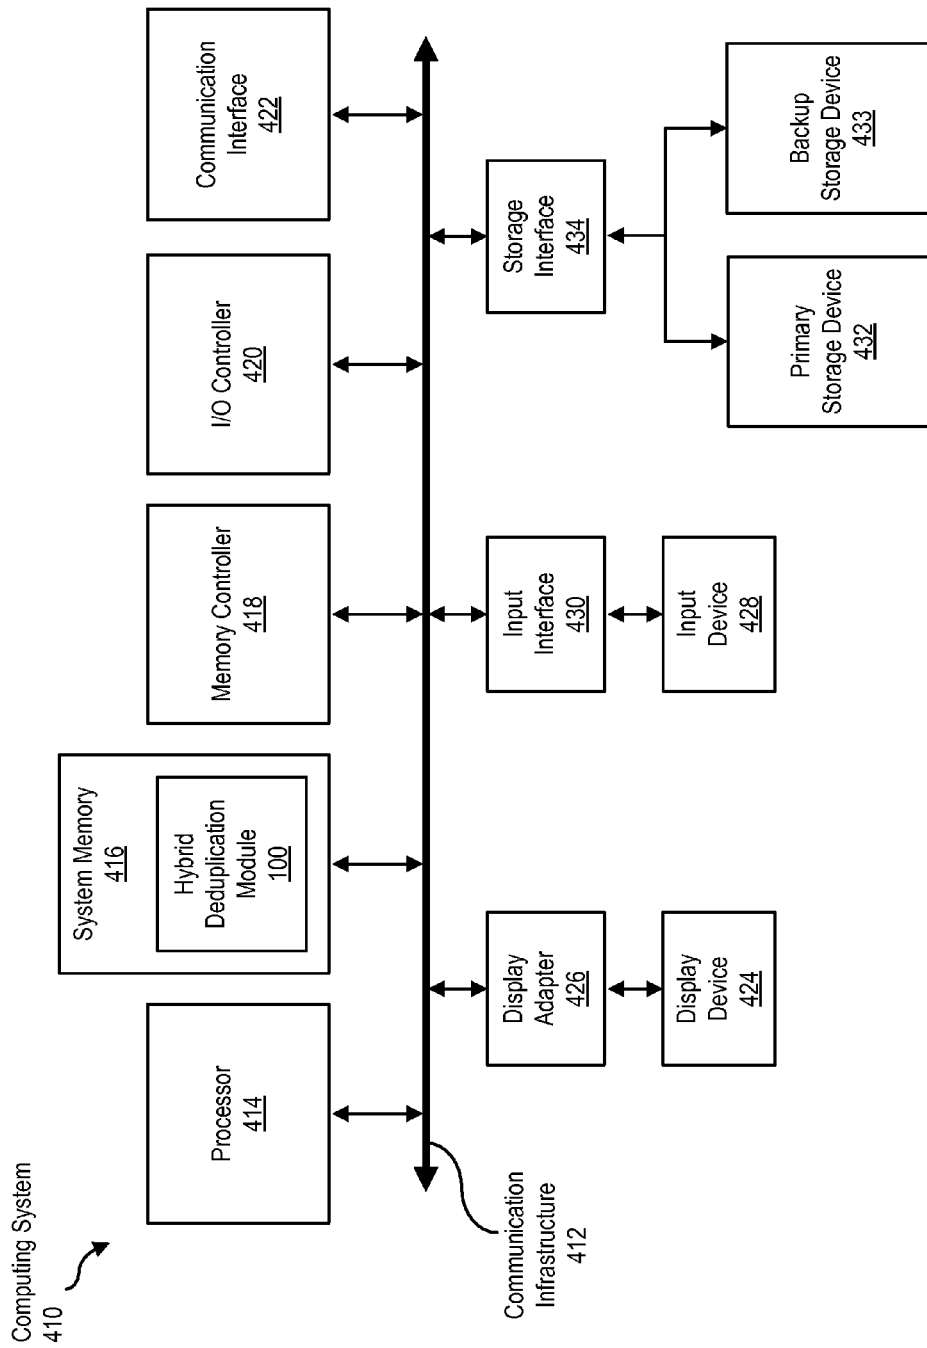 Computing System
410
Processor
414
System Memory
416
Hybrid
Deduplication
Module
100
Memory Controller
418
I/O Controller
420
Communication
Interface
422
Communication
Infrastructure
412
Display
Adapter
426
Input
Interface
430
Storage
Interface
434
Display
Device
424
Input
Device
428
Primary
Storage Device
432
Backup
Storage Device
433